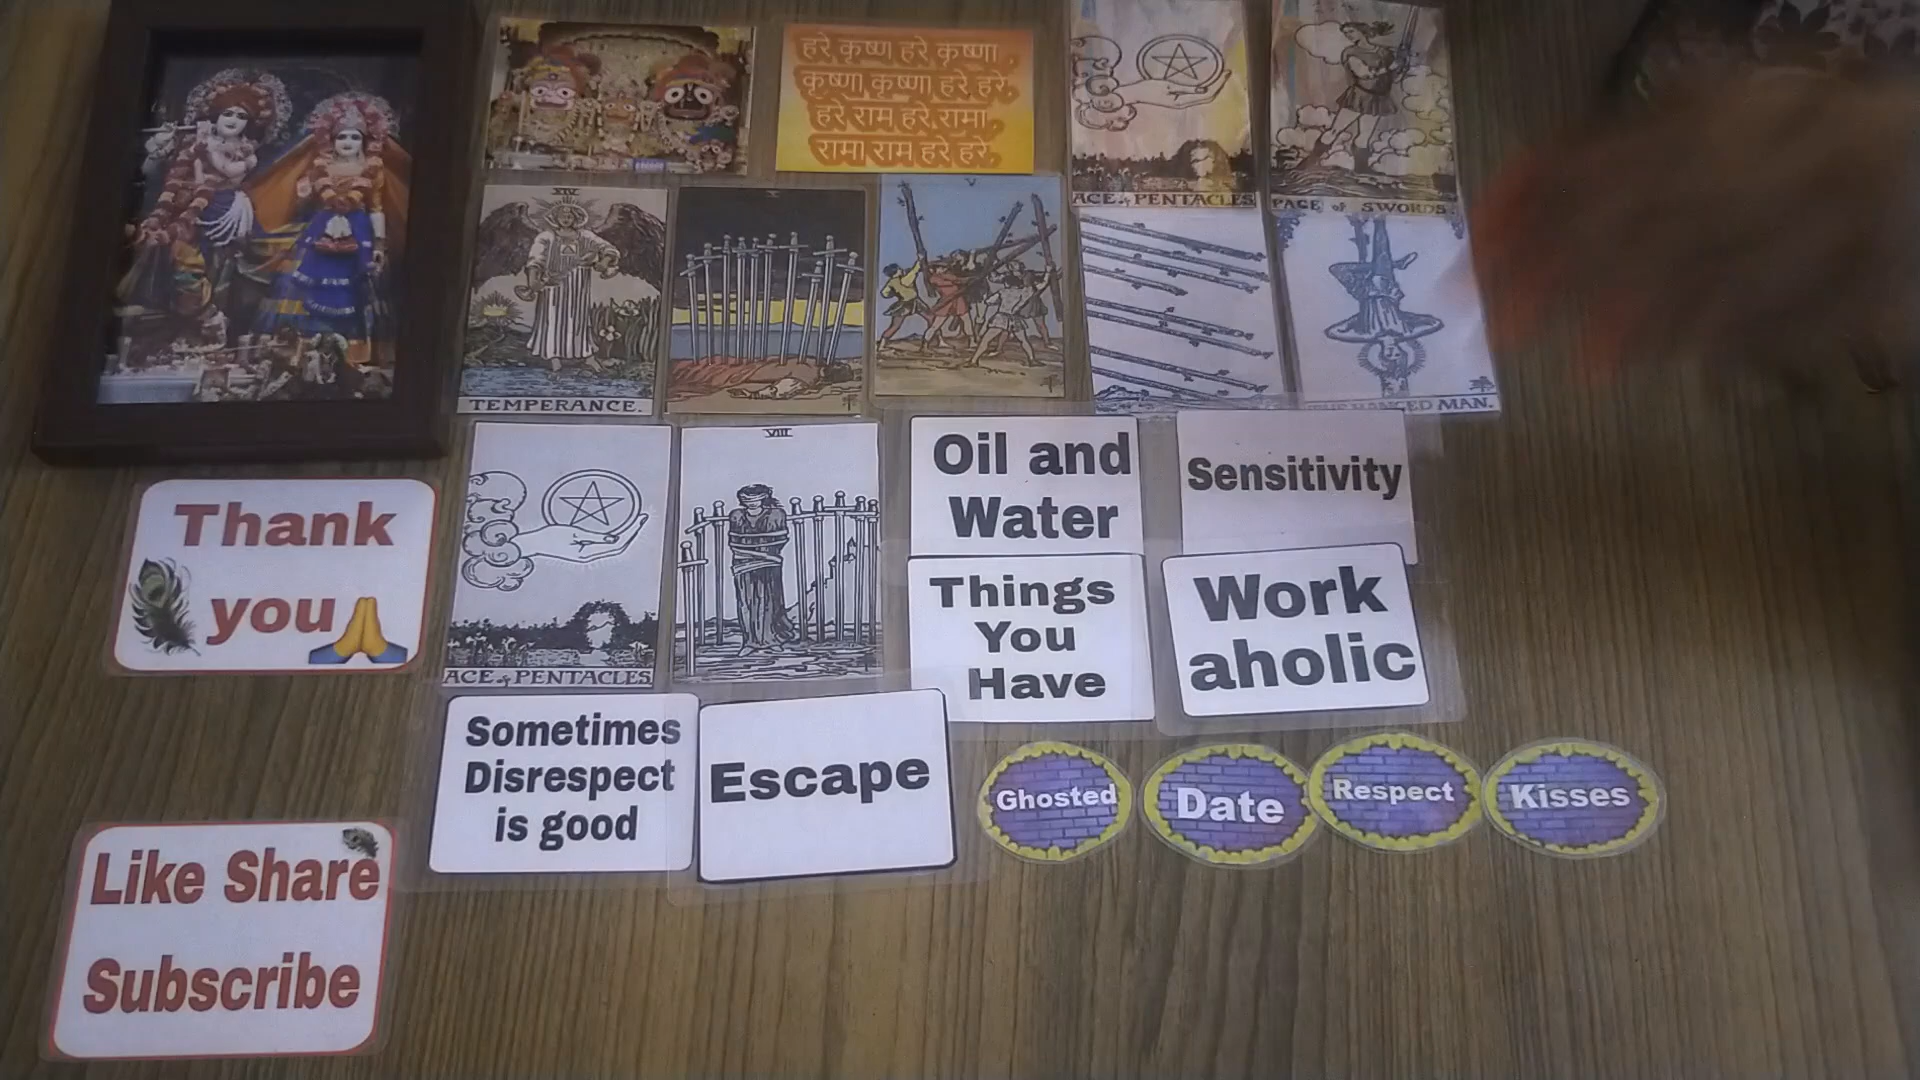 हरे कृष्ण हरे कृष्णा,
कृष्णा कृष्णा हरे हरे,
हरे राम हरे रामा,
रामा राम हरे हरे,
ACE of PENTACLES
PAGE of SWORDS.
XIV
TEMPERANCE.
X
V
THE HANGED MAN.
Thank
you
ACE of PENTACLES
VIII
Oil and
Water
Sensitivity
Things
You
Have
Work
aholic
Sometimes
Disrespect
is good
Escape
Ghosted
Date
Respect
Kisses
Like Share
Subscribe